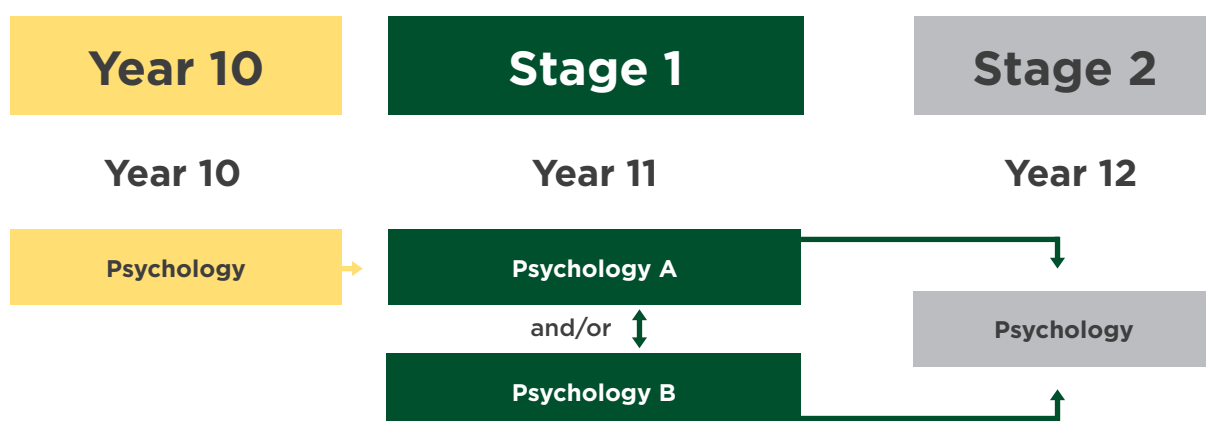 Year 10
Stage 1
Stage 2
Year 10
Year 11
Year 12
Psychology
Psychology A
and/or
Psychology B
Psychology